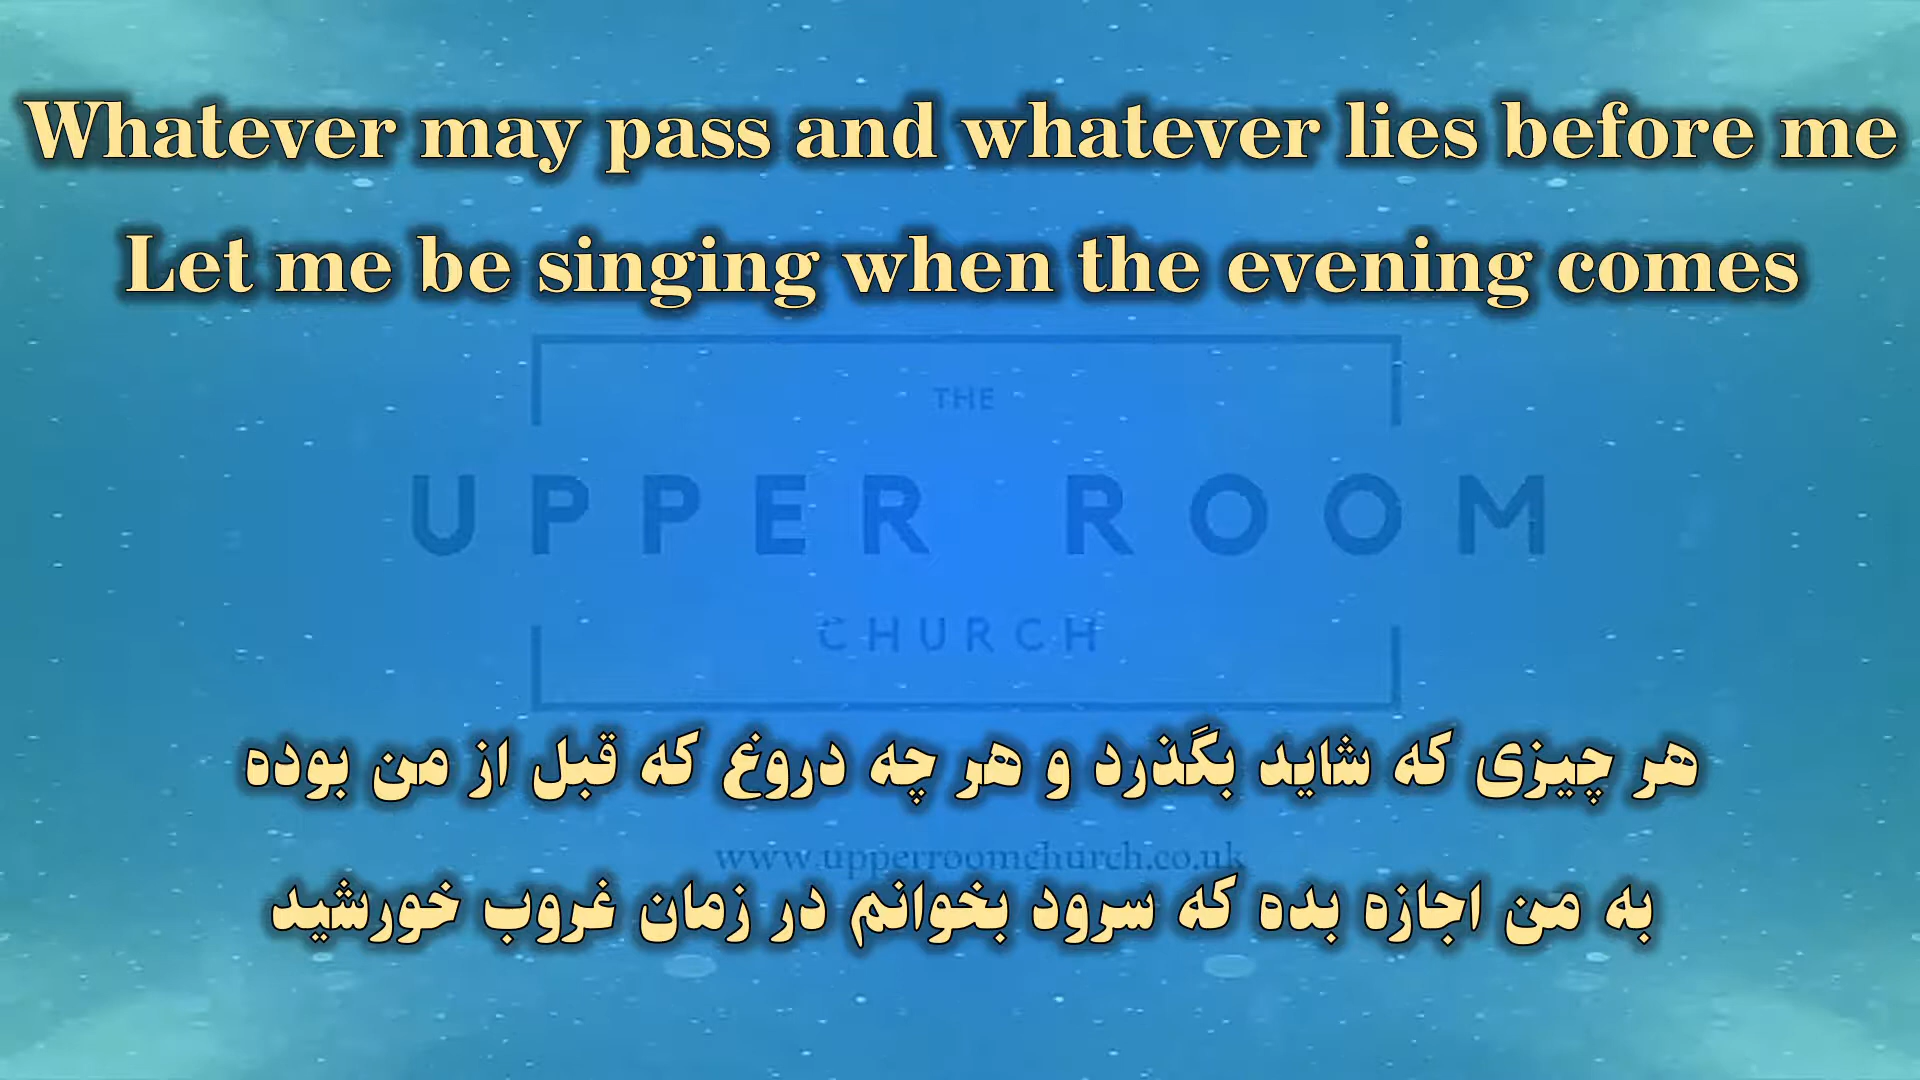 Whatever may pass and whatever lies before me
Let me be singing when the evening comes
THE
UPPER ROOM
CHURCH
هر چیزی که شاید بگذرد و هر چه دروغ که قبل از من بوده
www.upperroomchurch.co.uk
به من اجازه بده که سرود بخوانم در زمان غروب خورشید